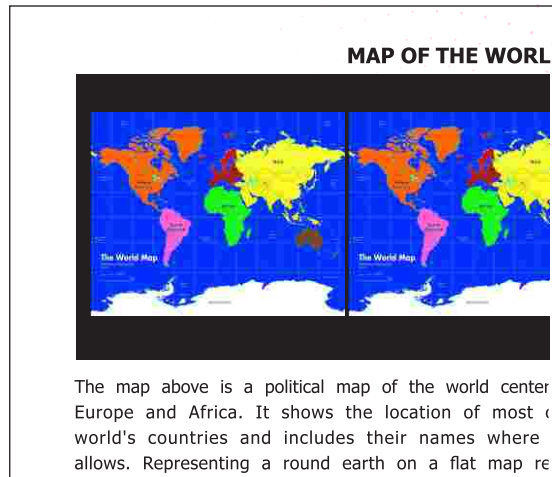 MAP OF THE WORL
Asia
The World Map
The World Map
The map above is a political map of the world center
Europe and Africa. It shows the location of most
world's countries and includes their names where
allows. Representing a round earth on a flat map re